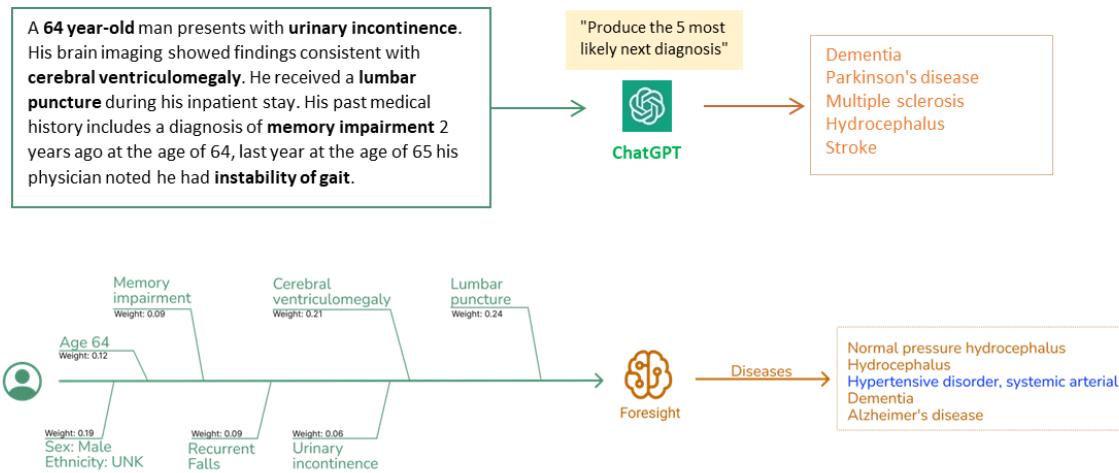 A 64 year-old man presents with urinary incontinence.
His brain imaging showed findings consistent with
cerebral ventriculomegaly. He received a lumbar
puncture during his inpatient stay. His past medical
history includes a diagnosis of memory impairment 2
years ago at the age of 64, last year at the age of 65 his
physician noted he had instability of gait.
"Produce the 5 most
likely next diagnosis"
ChatGPT
Dementia
Parkinson's disease
Multiple sclerosis
Hydrocephalus
Stroke
Memory
impairment
Weight: 0.09
Cerebral
ventriculomegaly
Weight: 0.21
Lumbar
puncture
Weight: 0.24
Age 64
Weight: 0.12
Weight: 0.19
Sex: Male
Ethnicity: UNK
Weight: 0.09
Recurrent
Falls
Weight: 0.06
Urinary
incontinence
Foresight
Diseases
Normal pressure hydrocephalus
Hydrocephalus
Hypertensive disorder, systemic arterial
Dementia
Alzheimer's disease